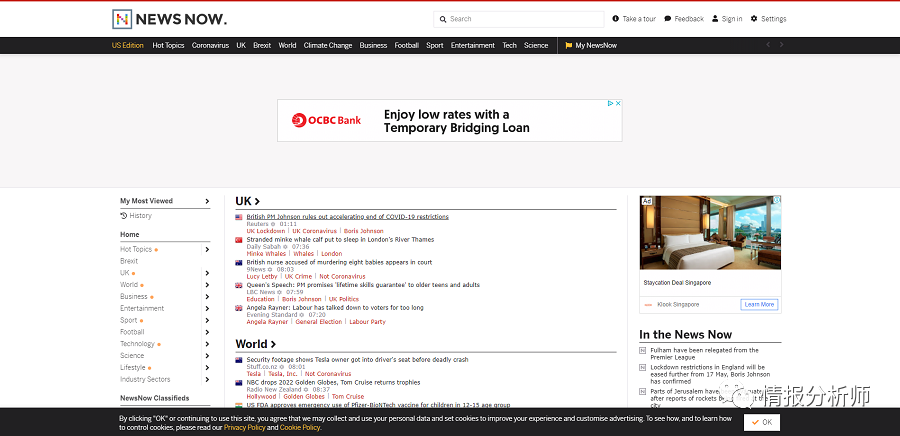 NEWS NOW.
Search
Take a tour
Feedback
Sign in
Settings
US Edition Hot Topics Coronavirus UK Brexit World Climate Change Business Football Sport Entertainment Tech Science My NewsNow
OCBC Bank
Enjoy low rates with a
Temporary Bridging Loan
My Most Viewed
History
Home
Hot Topics
Brexit
UK
World
Business
Entertainment
Sport
Football
Technology
Science
Lifestyle
Industry Sectors
NewsNow Classifieds
UK
British PM Johnson rules out accelerating end of COVID-19 restrictions
Reuters 01:11
UK Lockdown | UK Coronavirus | Boris Johnson
Stranded minke whale calf put to sleep in London's River Thames
Daily Sabah 07:36
Minke Whales | Whales | London
British nurse accused of murdering eight babies appears in court
9News 08:03
Lucy Letby | UK Crime | Not Coronavirus
Queen's Speech: PM promises 'lifetime skills guarantee' to older teens and adults
LBC News 07:59
Education | Boris Johnson | UK Politics
Angela Rayner: Labour has talked down to voters for too long
Evening Standard 07:20
Angela Rayner | General Election | Labour Party
World
Security footage shows Tesla owner got into driver's seat before deadly crash
Stuff.co.nz 08:01
Tesla | Tesla, Inc. | Not Coronavirus
NBC drops 2022 Golden Globes, Tom Cruise returns trophies
Radio New Zealand 08:37
Hollywood | Golden Globes | Tom Cruise
US FDA approves emergency use of Pfizer-BioNTech vaccine for children in 12-15 age group
Ad
Staycation Deal Singapore
Klook Singapore
Learn More
In the News Now
Fulham have been relegated from the
Premier League
Lockdown restrictions in England will be
eased further from 17 May, Boris Johnson
has confirmed
Parts of Jerusalem have
after reports of rockets
city
情报分析师
By clicking "OK" or continuing to use this site, you agree that we may collect and use your personal data and set cookies to improve your experience and customise advertising. To see how, and to learn how
to control cookies, please read our Privacy Policy and Cookie Policy.
OK